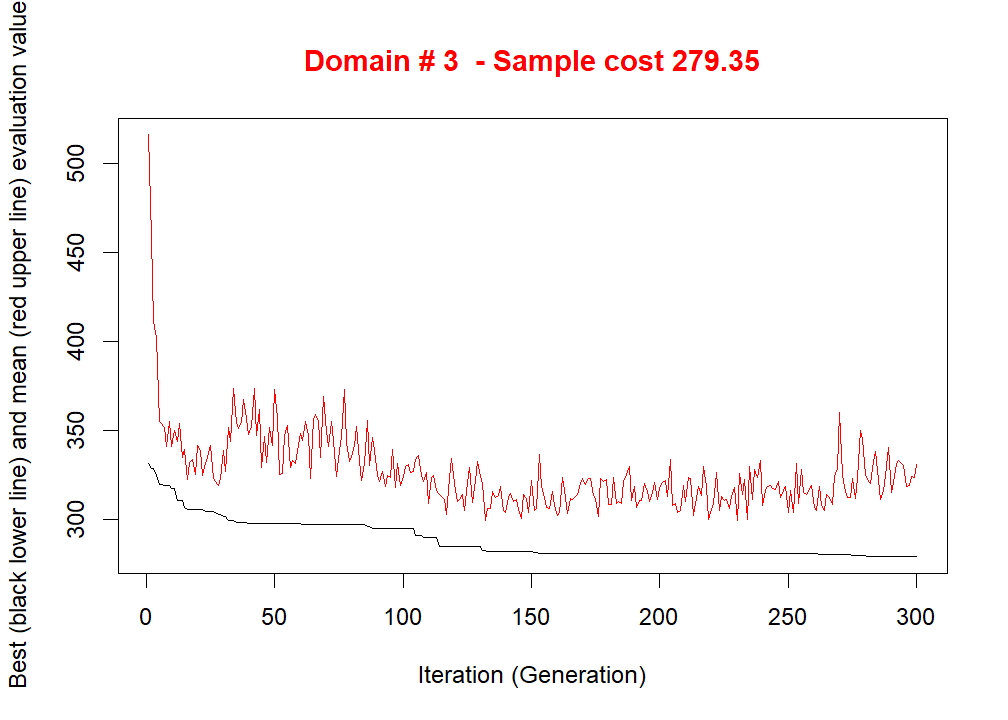 Domain # 3  - Sample cost 279.35
Best (black lower line) and mean (red upper line) evaluation value
500
450
400
350
300
0 50 100 150 200 250 300
Iteration (Generation)